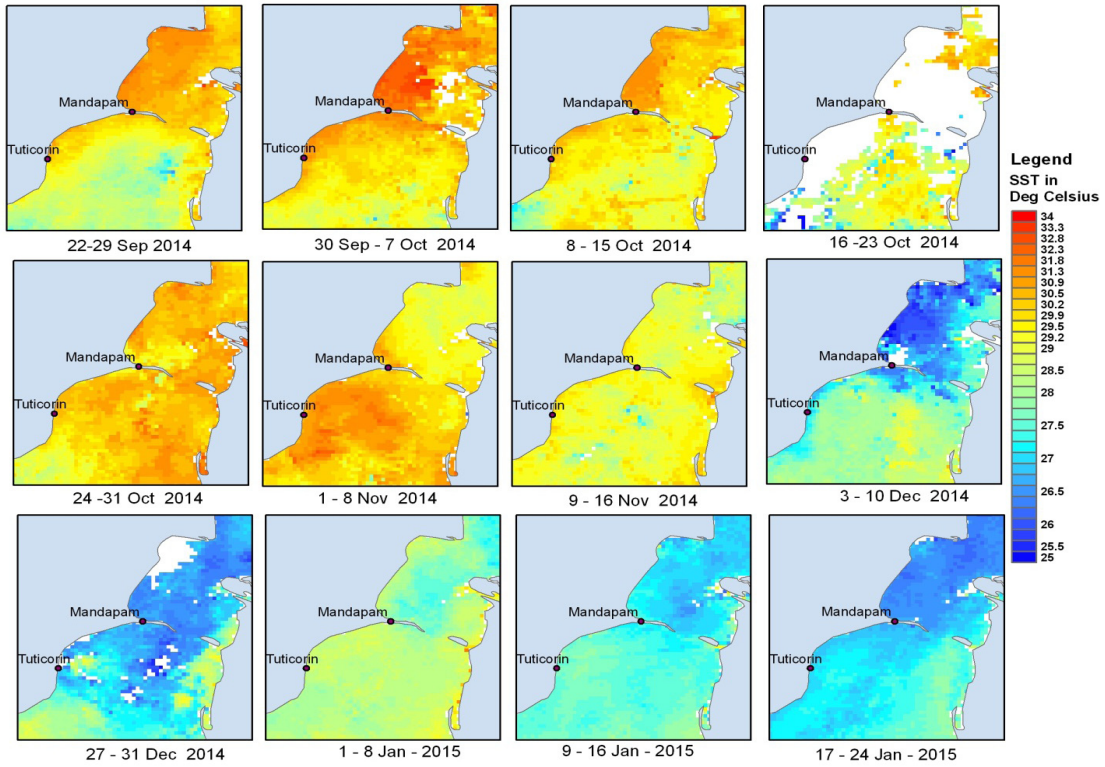 Mandapam
Tuticorin
22-29 Sep 2014
Mandapam
Tuticorin
30 Sep - 7 Oct 2014
Mandapam
Tuticorin
8 - 15 Oct 2014
Mandapam
Tuticorin
16 -23 Oct 2014
Mandapam
Tuticorin
24 -31 Oct 2014
Mandapam
Tuticorin
1 - 8 Nov 2014
Mandapam
Tuticorin
9 - 16 Nov 2014
Mandapam
Tuticorin
3 - 10 Dec 2014
Mandapam
Tuticorin
27 - 31 Dec 2014
Mandapam
Tuticorin
1 - 8 Jan - 2015
Mandapam
Tuticorin
9 - 16 Jan - 2015
Mandapam
Tuticorin
17 - 24 Jan - 2015
Legend
SST in
Deg Celsius
34
33.3
32.8
32.3
31.8
31.3
30.9
30.5
30.2
29.9
29.5
29.2
29
28.5
28
27.5
27
26.5
26
25.5
25